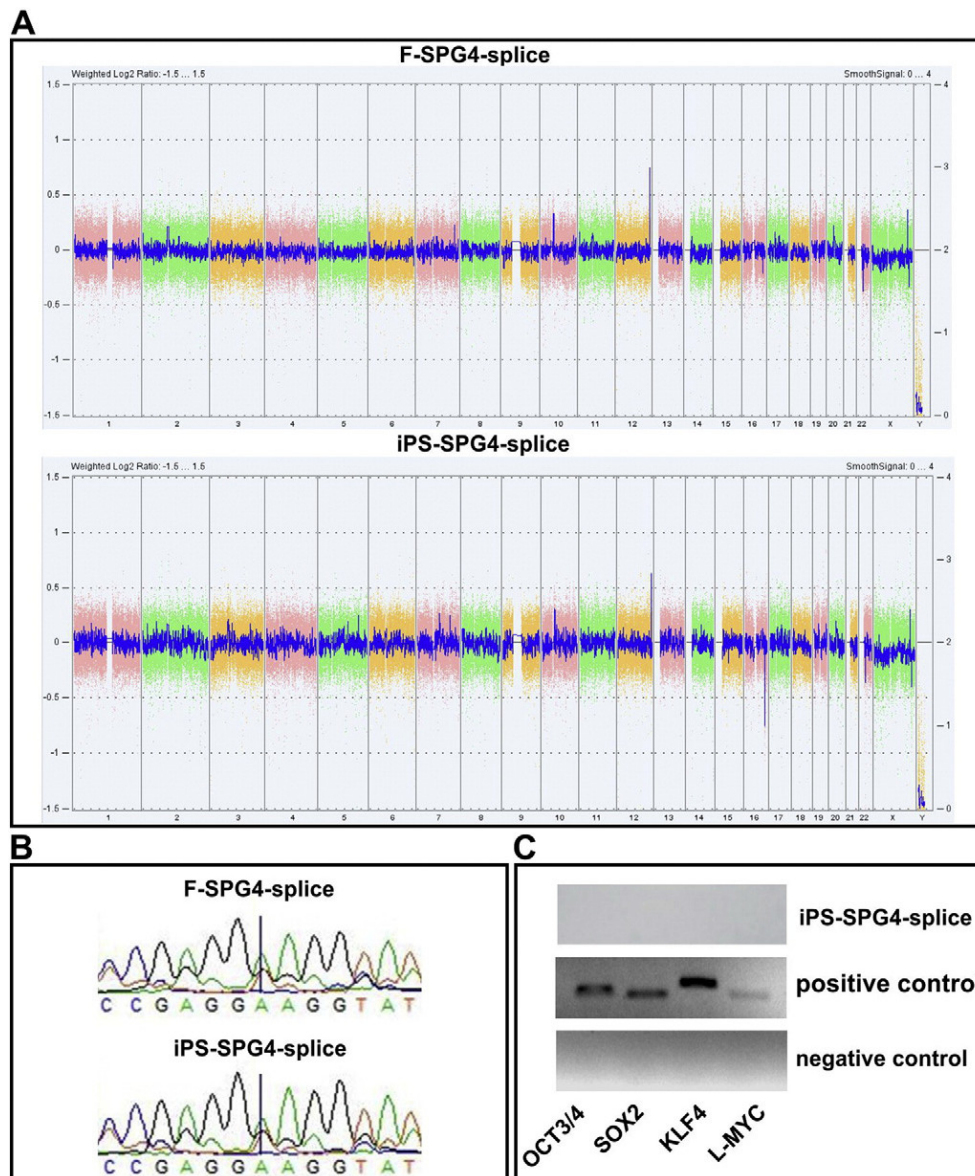 A
F-SPG4-splice
Weighted Log2 Ratio: -1.5 ... 1.5 SmoothSignal: 0 ... 4
1.5 4
1 3
0.5
0 2
-0.5
1
-1
-1.5 0
1 2 3 4 5 6 7 8 9 10 11 12 13 14 15 16 17 18 19 20 21 22 X Y
iPS-SPG4-splice
Weighted Log2 Ratio: -1.5 ... 1.5 SmoothSignal: 0 ... 4
1.5 4
1
3
0.5
0 2
-0.5
1
-1
-1.5 0
1 2 3 4 5 6 7 8 9 10 11 12 13 14 15 16 17 18 19 20 21 22 X Y
B
F-SPG4-splice
C C G A G G A A G G T A T
iPS-SPG4-splice
C C G A G G A A G G T A T
C
iPS-SPG4-splice
positive contro
negative control
OCT3/4 SOX2 KLF4 L-MYC